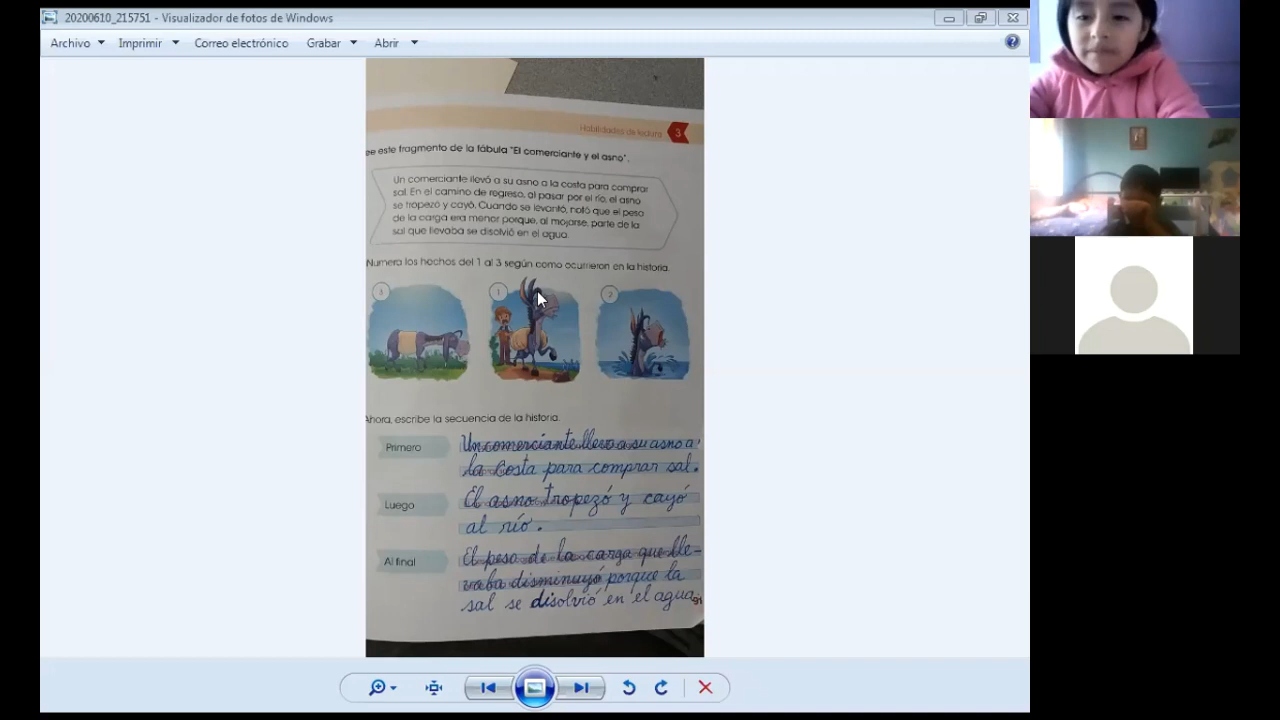 20200610_215751 - Visualizador de fotos de Windows
Archivo Imprimir Correo electrónico Grabar Abrir
Habilidades de lectura 3
ee este fragmento de la fábula "El comerciante y el asno".
Un comerciante llevó a su asno a la costa para comprar
sal. En el camino de regreso, al pasar por el río, el asno
se tropezó y cayó. Cuando se levantó, notó que el peso
de la carga era menor porque, al mojarse, parte de la
sal que llevaba se disolvió en el agua.
Numera los hechos del 1 al 3 según como ocurrieron en la historia.
3 1 2
Ahora, escribe la secuencia de la historia.
Primero
Un comerciante llevo a su asno a
la costa para comprar sal.
Luego
El asno tropezó y cayó
al río.
Al final
El peso de la carga que lle-
vaba disminuyó porque la
sal se disolvió en el agua
91